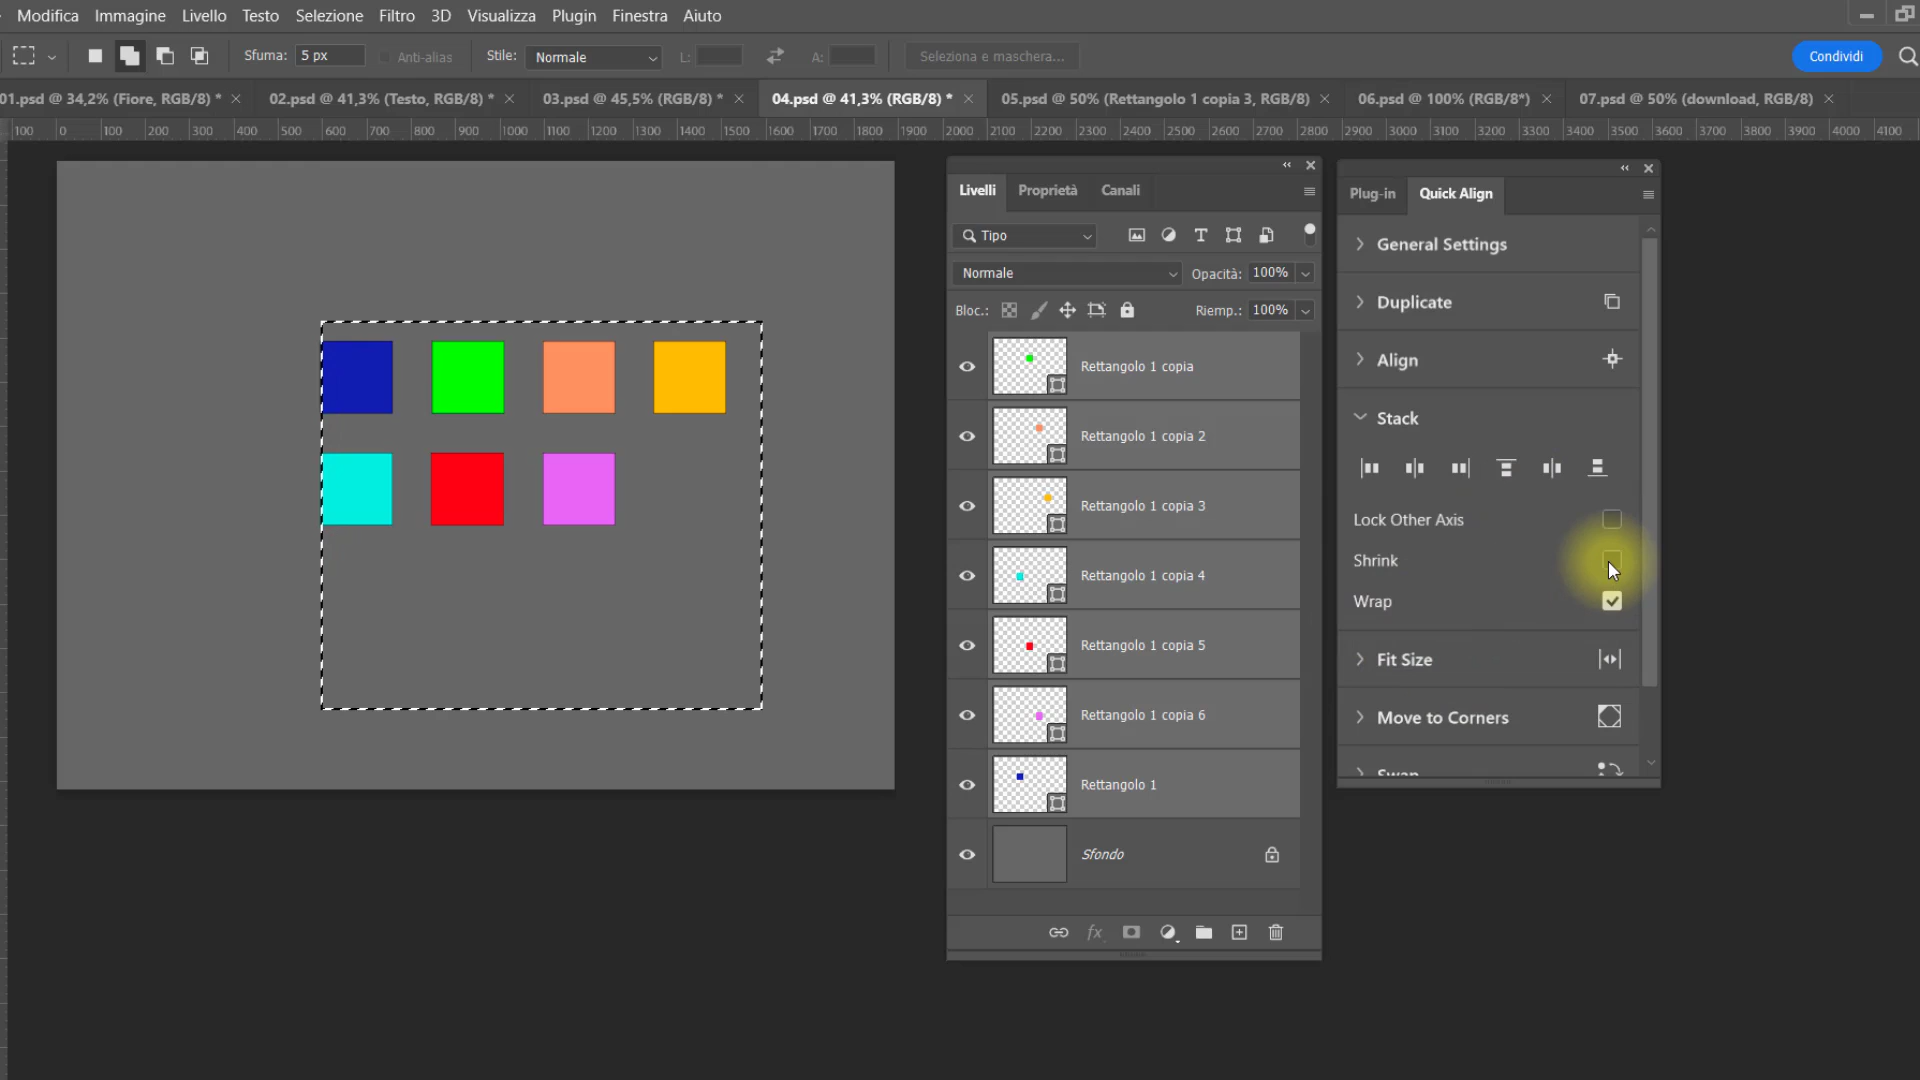 Modifica Immagine Livello Testo Selezione Filtro 3D Visualizza Plugin Finestra Aiuto
Sfuma: 5 px Anti-alias Stile: Normale L: A: Seleziona e maschera... Condividi
01.psd @ 34,2% (Fiore, RGB/8) * 02.psd @ 41,3% (Testo, RGB/8) * 03.psd @ 45,5% (RGB/8) * 04.psd @ 41,3% (RGB/8) * 05.psd @ 50% (Rettangolo 1 copia 3, RGB/8) 06.psd @ 100% (RGB/8*) 07.psd @ 50% (download, RGB/8)
100 0 100 200 300 400 500 600 700 800 900 1000 1100 1200 1300 1400 1500 1600 1700 1800 1900 2000 2100 2200 2300 2400 2500 2600 2700 2800 2900 3000 3100 3200 3300 3400 3500 3600 3700 3800 3900 4000 4100
Livelli Proprietà Canali
Tipo
Normale Opacità: 100%
Bloc.: Riemp.: 100%
Rettangolo 1 copia
Rettangolo 1 copia 2
Rettangolo 1 copia 3
Rettangolo 1 copia 4
Rettangolo 1 copia 5
Rettangolo 1 copia 6
Rettangolo 1
Sfondo
fx
Plug-in Quick Align
General Settings
Duplicate
Align
Stack
Lock Other Axis
Shrink
Wrap
Fit Size
Move to Corners
Swap